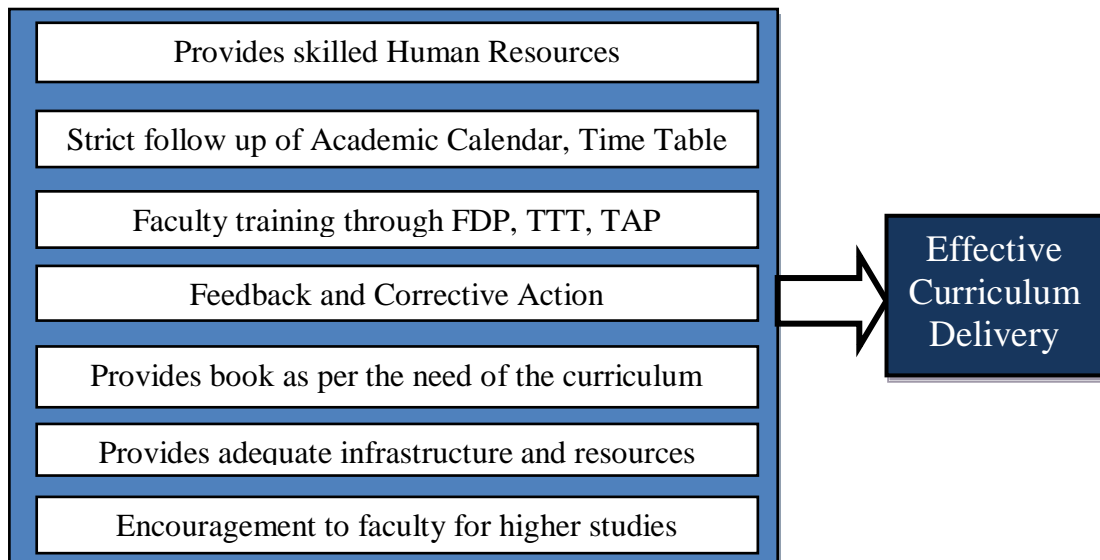 Provides skilled Human Resources
Strict follow up of Academic Calendar, Time Table
Faculty training through FDP, TTT, TAP
Feedback and Corrective Action
Provides book as per the need of the curriculum
Provides adequate infrastructure and resources
Encouragement to faculty for higher studies
Effective
Curriculum
Delivery